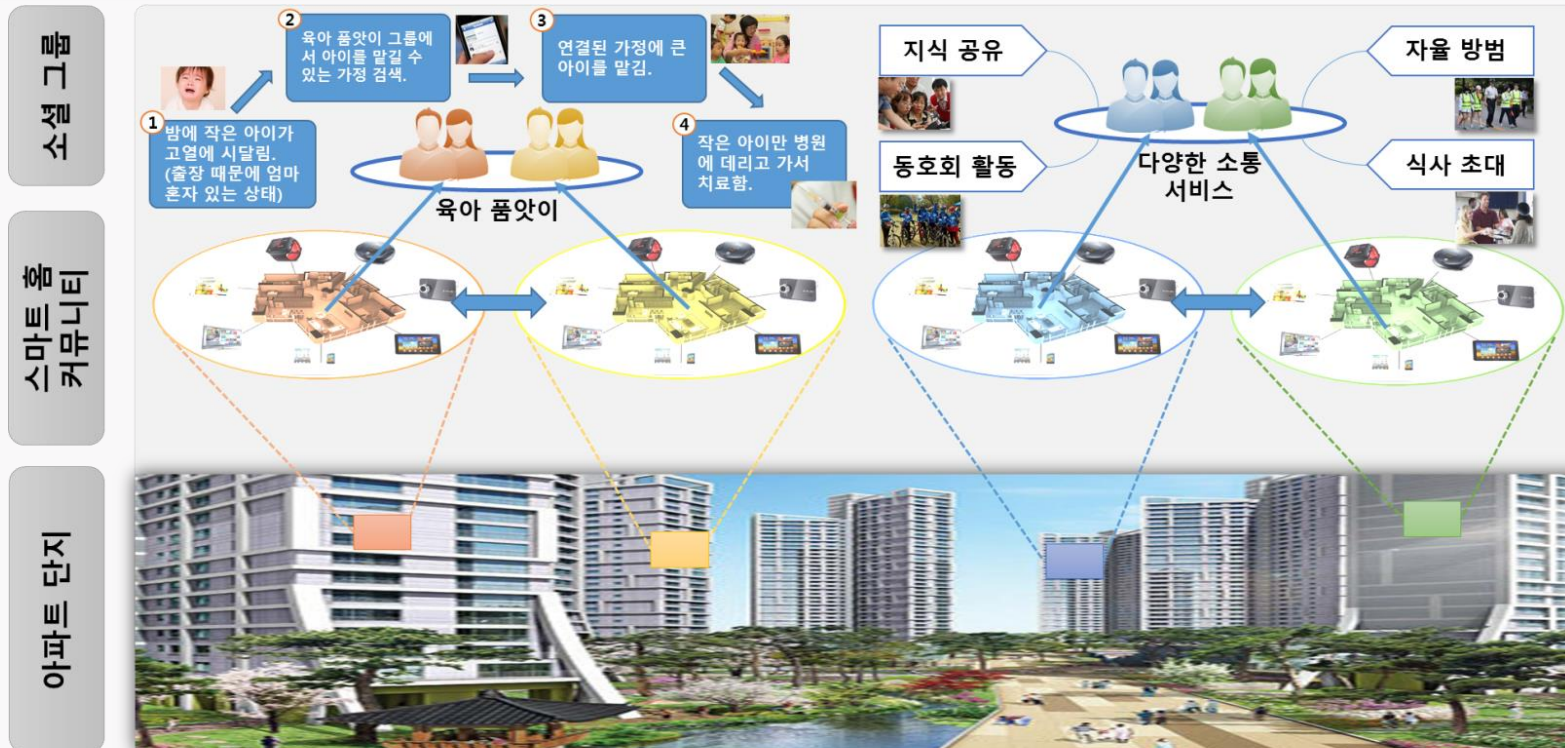 소셜 그룹
스마트 홈
커뮤니티
아파트 단지
1
밤에 작은 아이가
고열에 시달림.
(출장 때문에 엄마
혼자 있는 상태)
2
육아 품앗이 그룹에
서 아이를 맡길 수
있는 가정 검색.
3
연결된 가정에 큰
아이를 맡김.
4
작은 아이만 병원
에 데리고 가서
치료함.
육아 품앗이
지식 공유
자율 방범
동호회 활동
식사 초대
다양한 소통
서비스